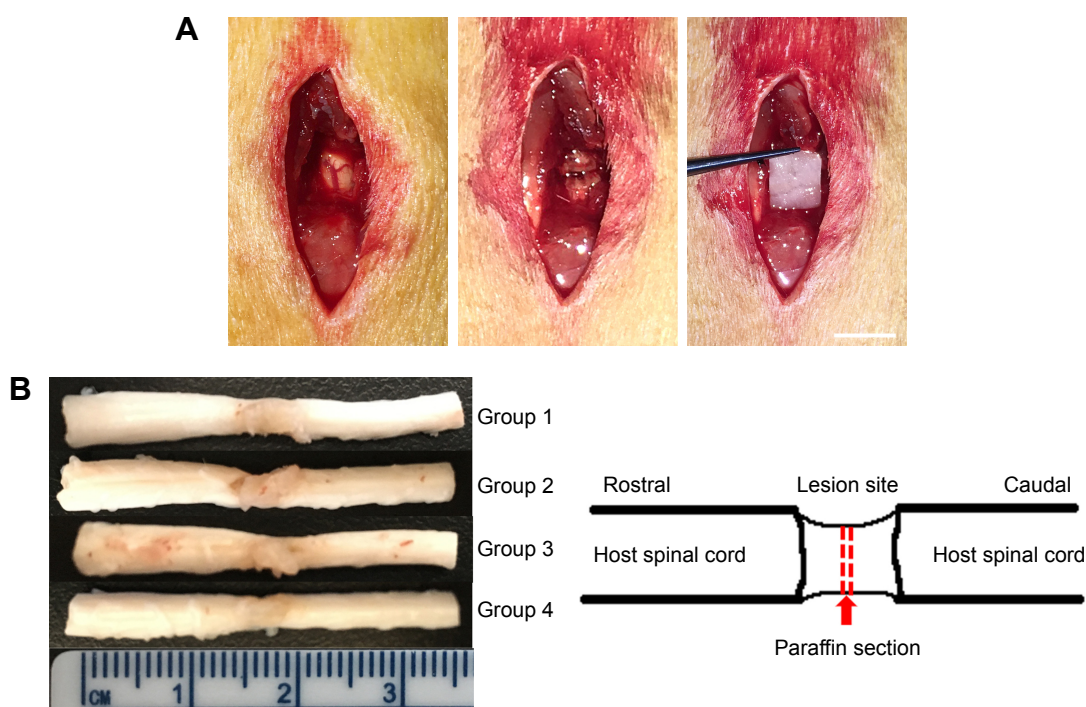 A
B
Group 1
Group 2
Group 3
Group 4
CM 1 2 3
Rostral Lesion site Caudal
Host spinal cord Host spinal cord
Paraffin section